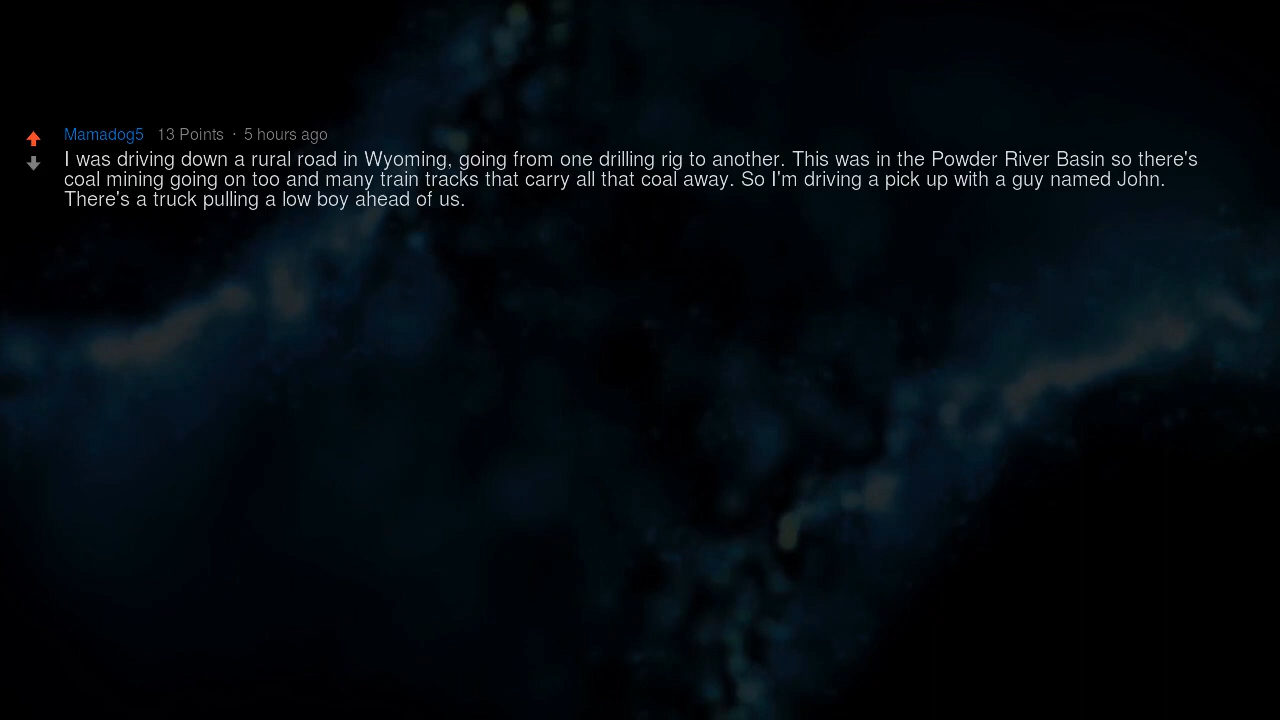 Mamadog5 13 Points · 5 hours ago
I was driving down a rural road in Wyoming, going from one drilling rig to another. This was in the Powder River Basin so there's
coal mining going on too and many train tracks that carry all that coal away. So I'm driving a pick up with a guy named John.
There's a truck pulling a low boy ahead of us.